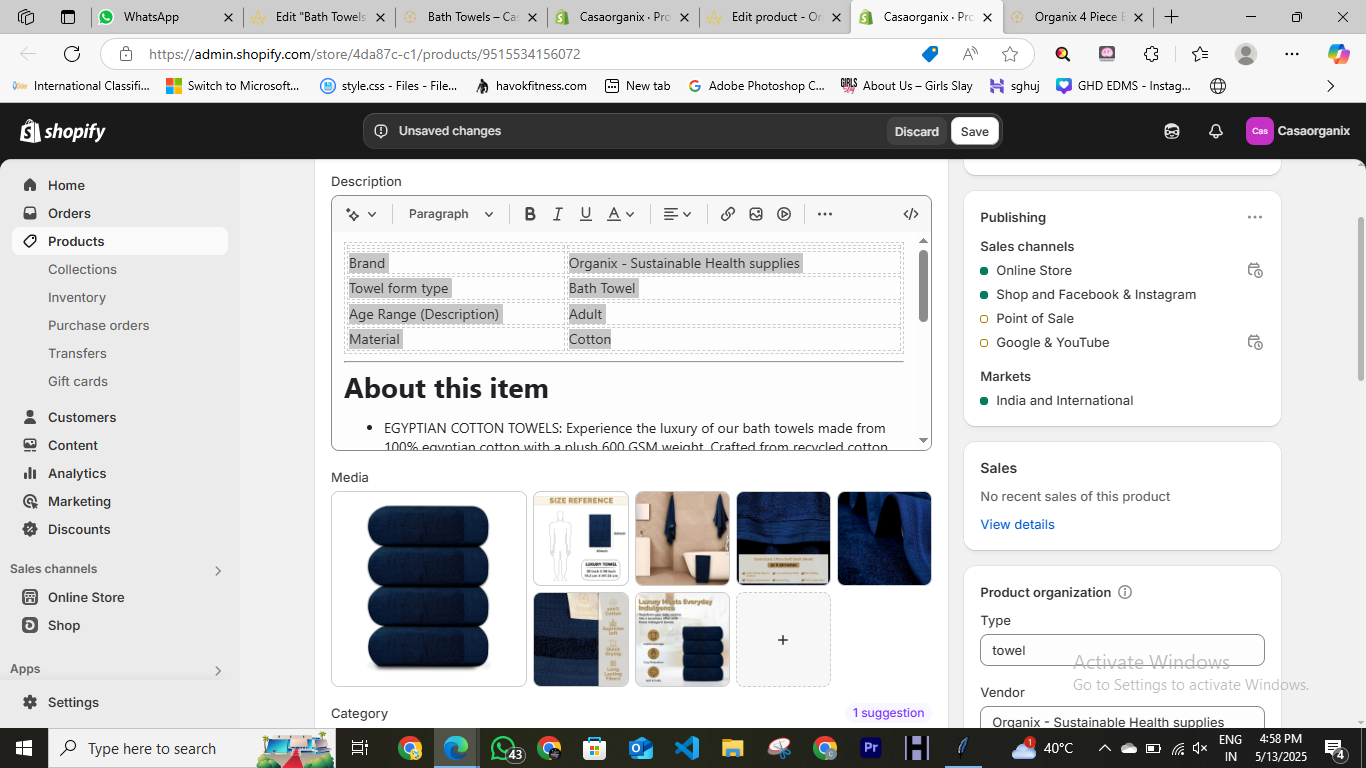 WhatsApp
Edit "Bath Towels
Bath Towels – Ca
Casaorganix · Pro
Edit product - Or
Casaorganix · Pro
Organix 4 Piece B
https://admin.shopify.com/store/4da87c-c1/products/9515534156072
International Classifi...
Switch to Microsoft...
style.css - Files - File...
havokfitness.com
New tab
Adobe Photoshop C...
About Us – Girls Slay
sghuj
GHD EDMS - Instag...
shopify
Unsaved changes
Discard
Save
Cas
Casaorganix
Home
Orders
Products
Collections
Inventory
Purchase orders
Transfers
Gift cards
Customers
Content
Analytics
Marketing
Discounts
Sales channels
Online Store
Shop
Apps
Settings
Description
Paragraph
B I U A
Brand Organix - Sustainable Health supplies
Towel form type Bath Towel
Age Range (Description) Adult
Material Cotton
About this item
• EGYPTIAN COTTON TOWELS: Experience the luxury of our bath towels made from
100% egyptian cotton with a plush 600 GSM weight. Crafted from recycled cotton
Media
SIZE REFERENCE
LUXURY TOWEL
Luxury Meets Everyday
Indulgence
Category
1 suggestion
Publishing
Sales channels
Online Store
Shop and Facebook & Instagram
Point of Sale
Google & YouTube
Markets
India and International
Sales
No recent sales of this product
View details
Product organization
Type
towel
Vendor
Organix - Sustainable Health supplies
Activate Windows
Go to Settings to activate Windows.
Type here to search
43
Pr
1
40°C
ENG
IN
4:58 PM
5/13/2025
4